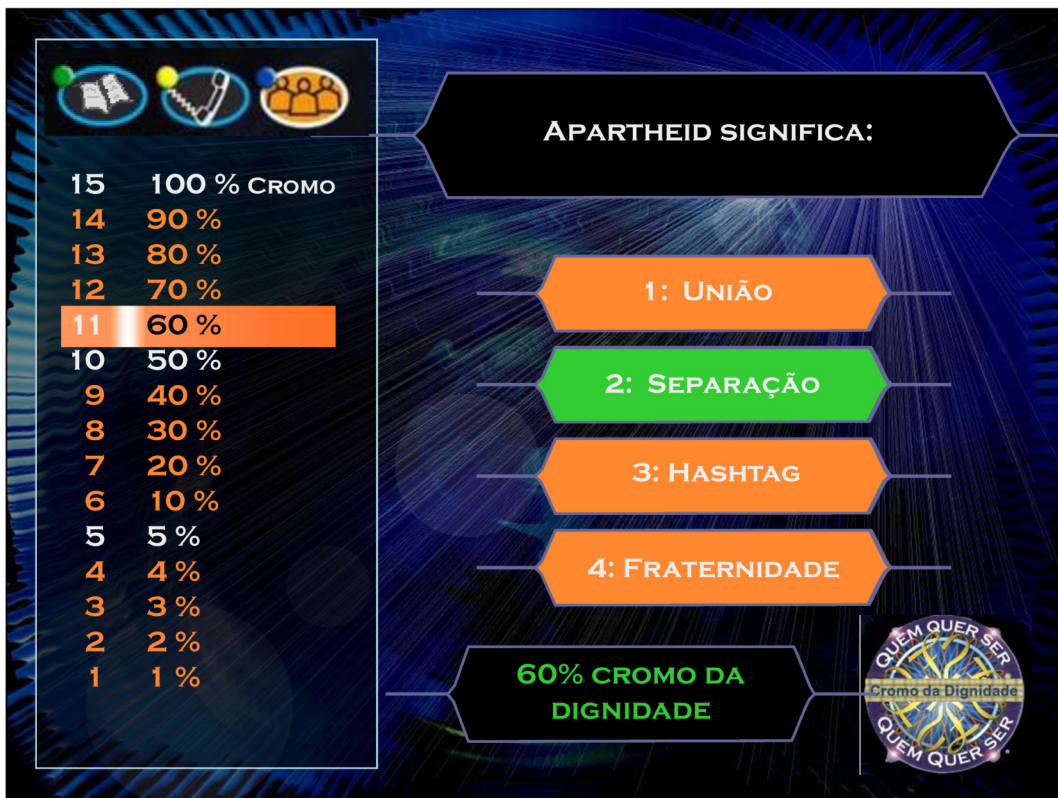 Apartheid significa:
15 100 % Cromo
14 90 %
13 80 %
12 70 %
11 60 %
10 50 %
9 40 %
8 30 %
7 20 %
6 10 %
5 5 %
4 4 %
3 3 %
2 2 %
1 1 %
1: União
2: Separação
3: Hashtag
4: Fraternidade
60% cromo da
dignidade
QUEM QUER SER
Cromo da Dignidade
QUEM QUER SER